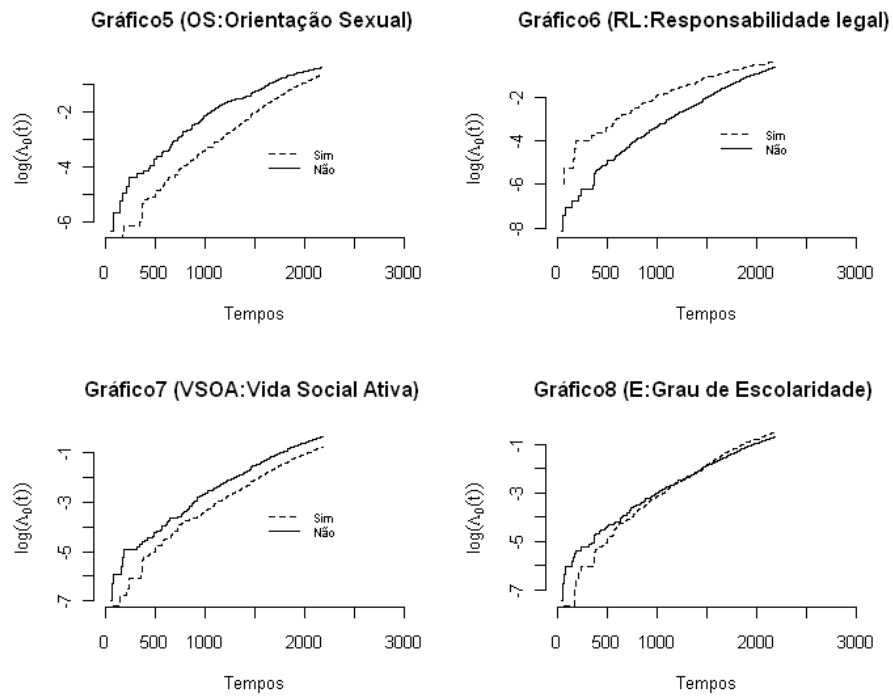 Gráfico5 (OS:Orientação Sexual)
log(Λ₀(t))
-2
-4
-6
Sim
Não
0 500 1000 2000 3000
Tempos
Gráfico6 (RL:Responsabilidade legal)
log(Λ₀(t))
-2
-4
-6
-8
Sim
Não
0 500 1000 2000 3000
Tempos
Gráfico7 (VSOA:Vida Social Ativa)
log(Λ₀(t))
-1
-3
-5
-7
Sim
Não
0 500 1000 2000 3000
Tempos
Gráfico8 (E:Grau de Escolaridade)
log(Λ₀(t))
-1
-3
-5
-7
0 500 1000 2000 3000
Tempos